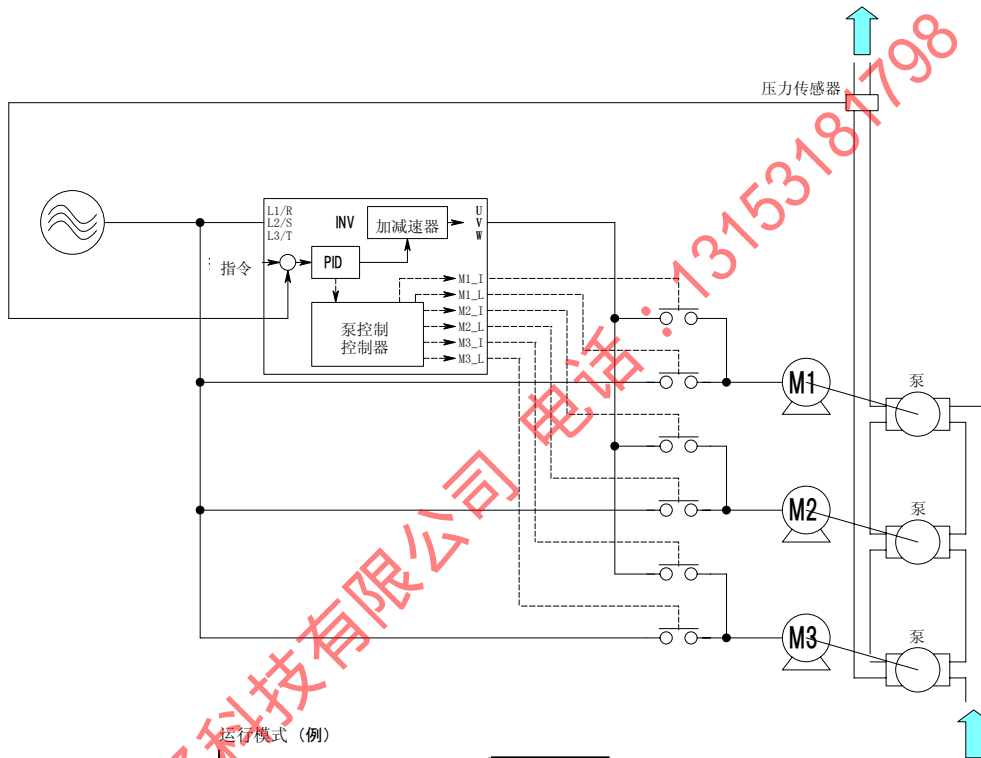 压力传感器
L1/R
L2/S
L3/T
INV
加减速器
U
V
W
指令
PID
M1_I
M1_L
泵控制
控制器
M2_I
M2_L
M3_I
M3_L
M1
泵
M2
泵
M3
泵
科技有限公司 电话：13153181798
运行模式（例）